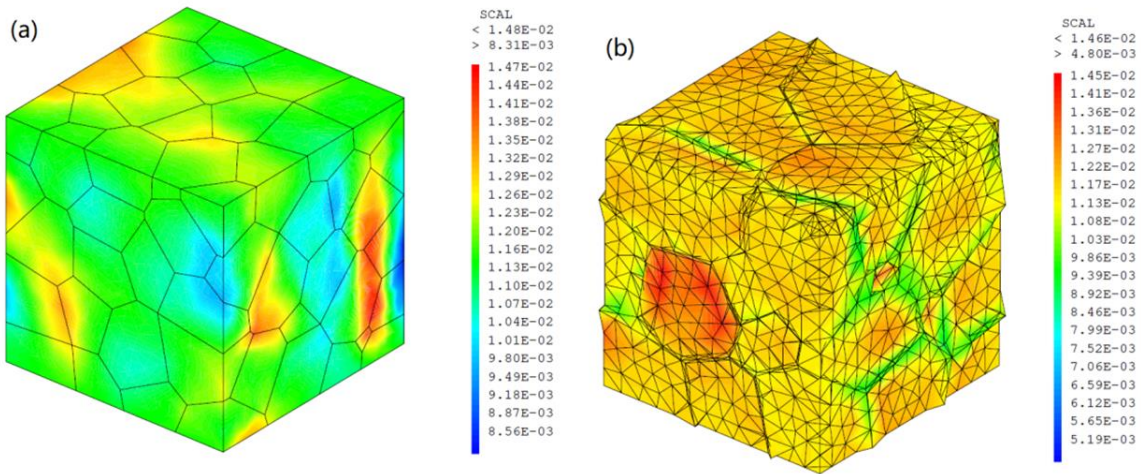 (a)
SCAL
< 1.48E-02
> 8.31E-03
1.47E-02
1.44E-02
1.41E-02
1.38E-02
1.35E-02
1.32E-02
1.29E-02
1.26E-02
1.23E-02
1.20E-02
1.16E-02
1.13E-02
1.10E-02
1.07E-02
1.04E-02
1.01E-02
9.80E-03
9.49E-03
9.18E-03
8.87E-03
8.56E-03
(b)
SCAL
< 1.46E-02
> 4.80E-03
1.45E-02
1.41E-02
1.36E-02
1.31E-02
1.27E-02
1.22E-02
1.17E-02
1.13E-02
1.08E-02
1.03E-02
9.86E-03
9.39E-03
8.92E-03
8.46E-03
7.99E-03
7.52E-03
7.06E-03
6.59E-03
6.12E-03
5.65E-03
5.19E-03